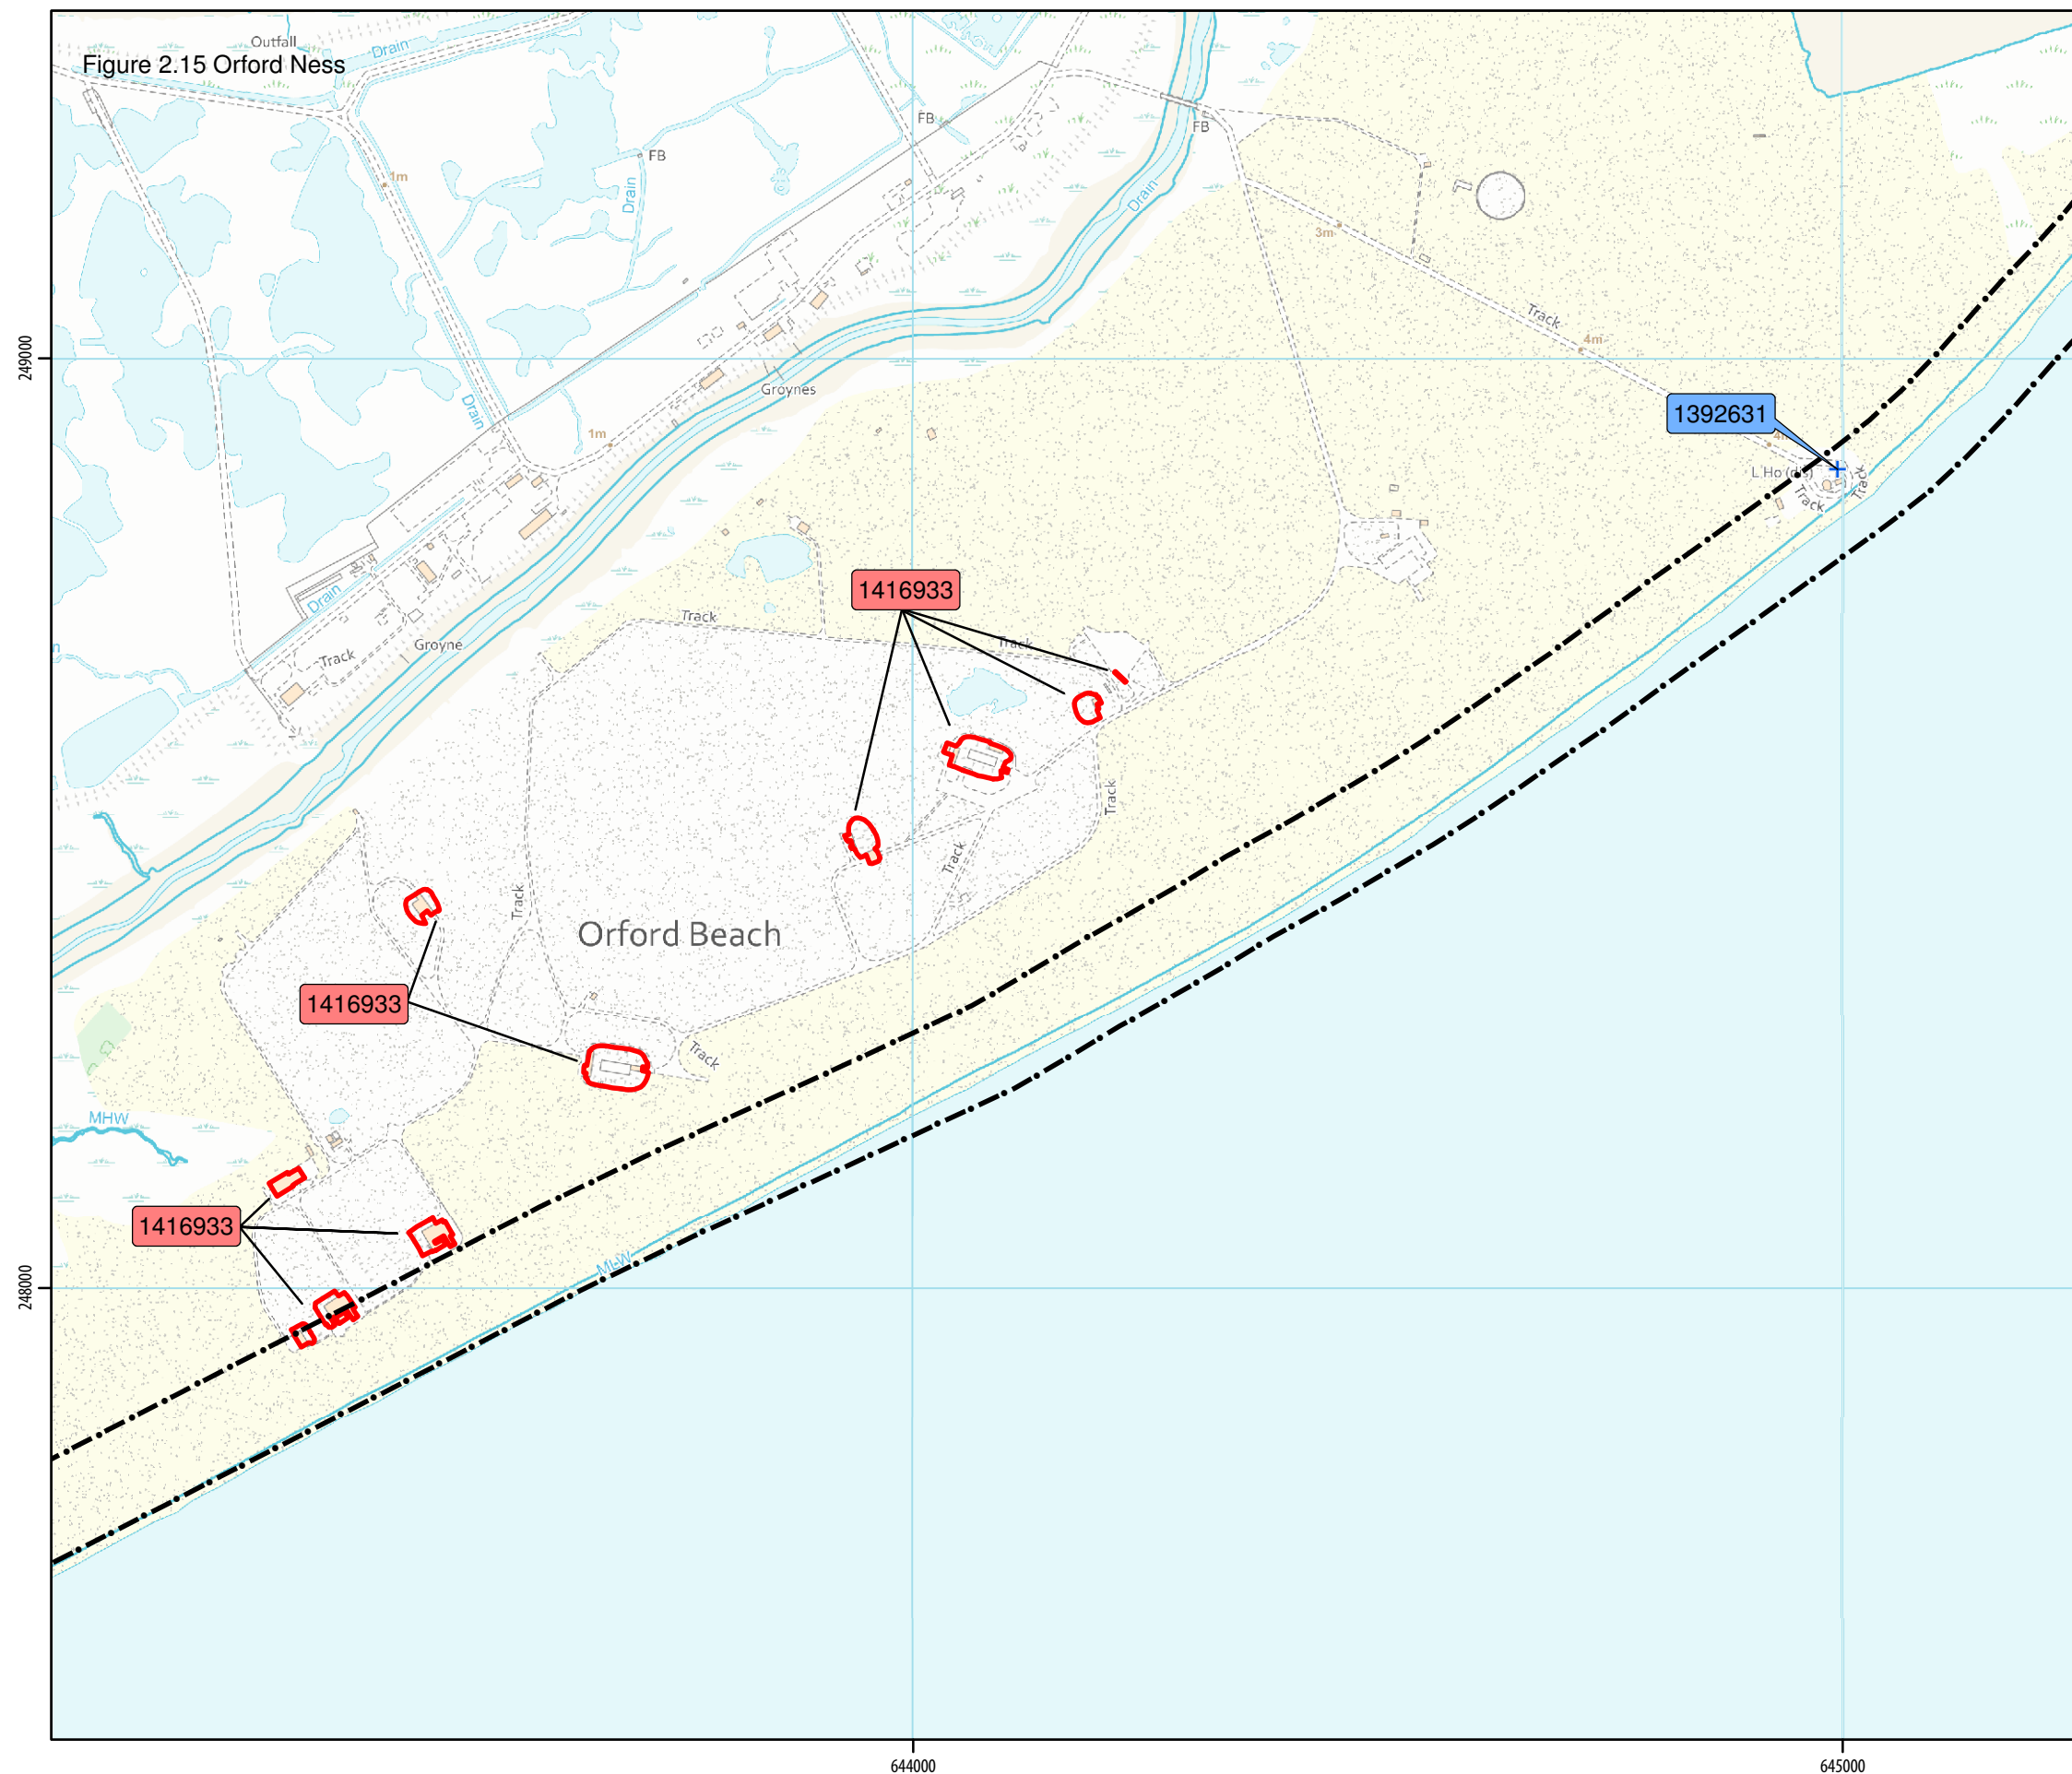 Outfall
Drain
Figure 2.15 Orford Ness
FB
FB
FB
1m
Drain
Drain
3m
Track
4m
249000
Groynes
Drain
1m
1392631
4m
L Ho (dis)
Track
Track
1416933
Drain
Track
Groyne
Track
Track
Track
Track
Track
Orford Beach
1416933
Track
MHW
1416933
MLW
248000
644000
645000